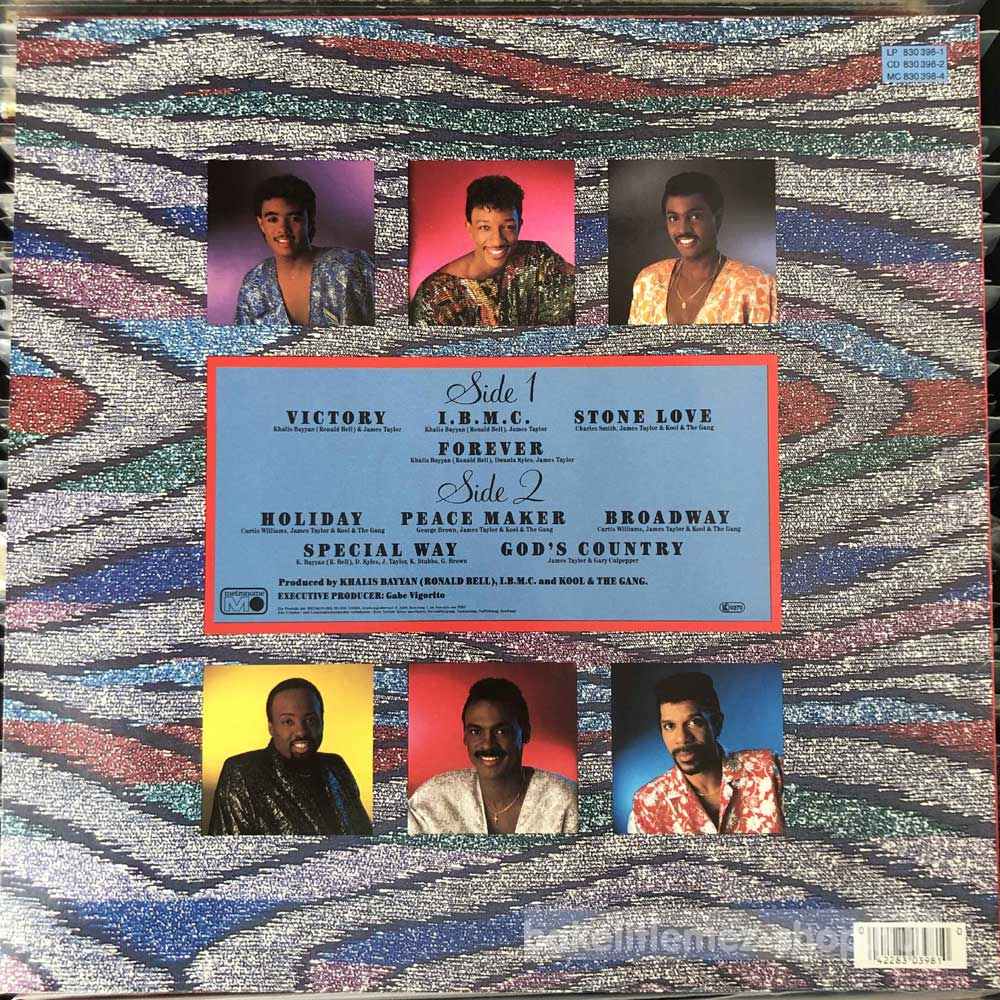 LP 830 398-1
CD 830 398-2
MC 830 398-4
Side 1
VICTORY I.B.M.C. STONE LOVE
Khalis Bayyan (Ronald Bell) & James Taylor Khalis Bayyan (Ronald Bell), James Taylor Charles Smith, James Taylor & Kool & The Gang
FOREVER
Khalis Bayyan (Ronald Bell), James Taylor
Side 2
HOLIDAY PEACE MAKER BROADWAY
Curtis Williams, James Taylor & Kool & The Gang George Brown, James Taylor & Kool & The Gang Curtis Williams, James Taylor & Kool & The Gang
SPECIAL WAY GOD'S COUNTRY
K. Bayyan (R. Bell), D. Kyles, J. Taylor, K. Stubbs, G. Brown James Taylor & Gary Culpepper
Produced by KHALIS BAYYAN (RONALD BELL), I.B.M.C. and KOOL & THE GANG.
metronome EXECUTIVE PRODUCER: Gabe Vigorito
bakelitlemez-shop